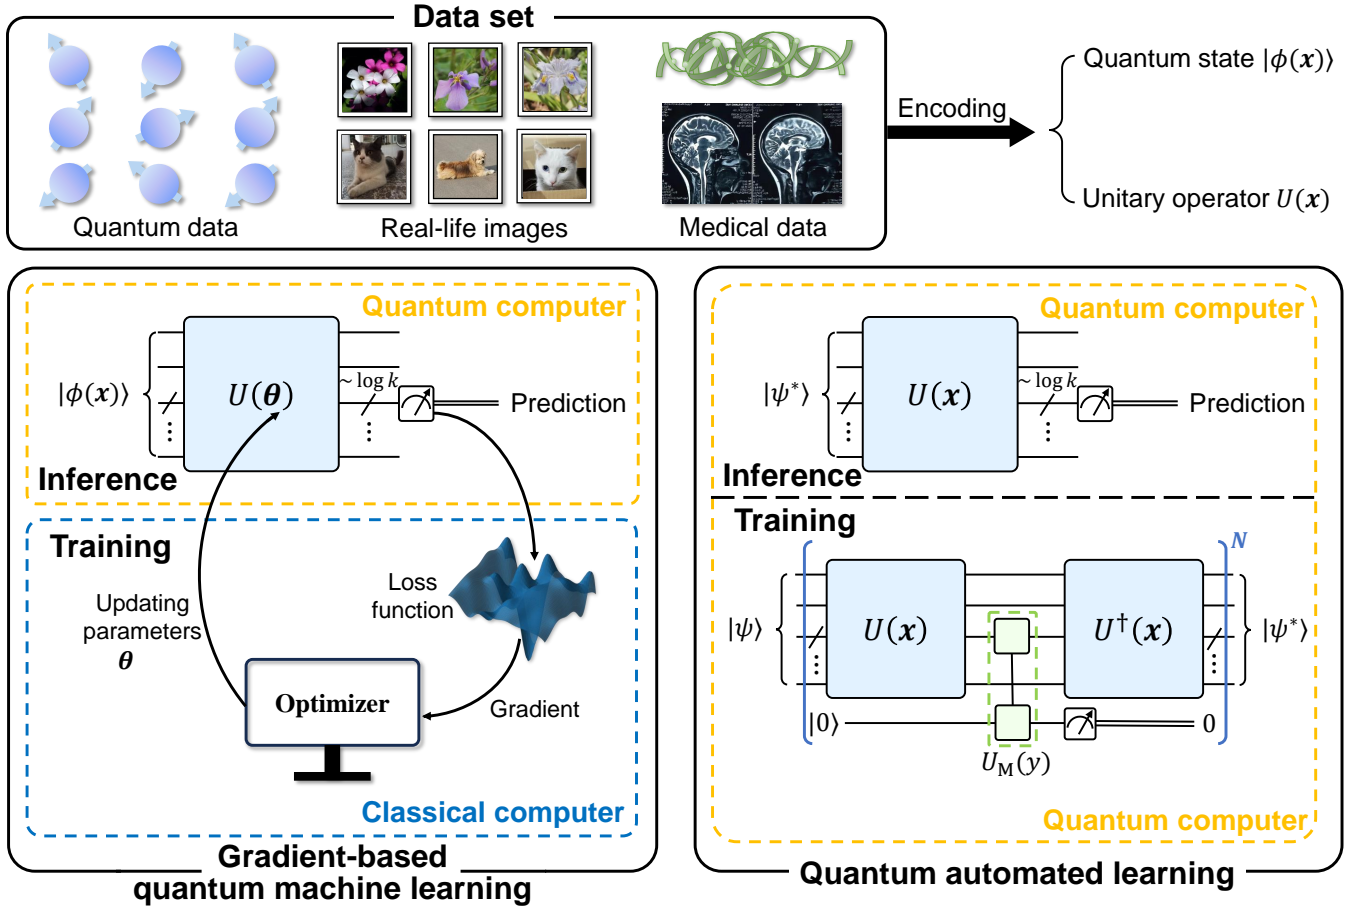 Data set
Quantum data
Real-life images
Medical data
Encoding
Quantum state |ϕ(𝒙)⟩
Unitary operator U(𝒙)
Quantum computer
|ϕ(𝒙)⟩
U(𝜽)
~ log k
Prediction
Inference
Training
Updating
parameters
𝜽
Loss
function
Optimizer
Gradient
Classical computer
Gradient-based
quantum machine learning
Quantum computer
|ψ*⟩
U(𝒙)
~ log k
Prediction
Inference
Training
N
|ψ⟩
U(𝒙)
U†(𝒙)
|ψ*⟩
|0⟩
0
U_M(y)
Quantum computer
Quantum automated learning